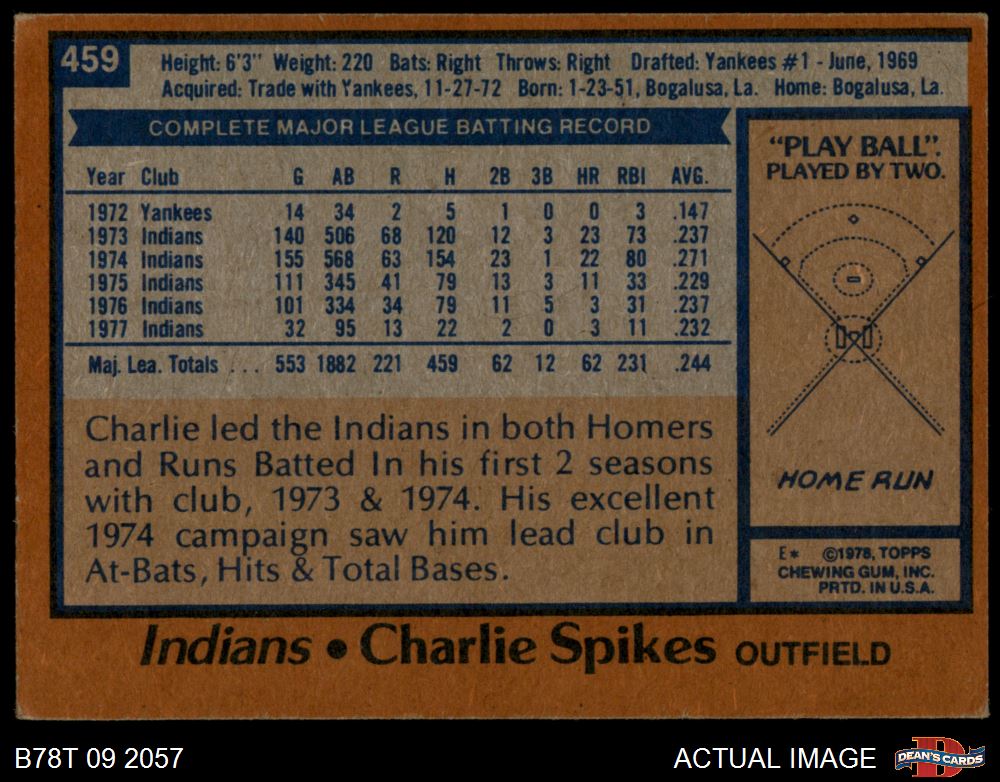 459
Height: 6'3" Weight: 220 Bats: Right Throws: Right Drafted: Yankees #1 - June, 1969
Acquired: Trade with Yankees, 11-27-72 Born: 1-23-51, Bogalusa, La. Home: Bogalusa, La.
COMPLETE MAJOR LEAGUE BATTING RECORD
Year Club G AB R H 2B 3B HR RBI AVG.
1972 Yankees 14 34 2 5 1 0 0 3 .147
1973 Indians 140 506 68 120 12 3 23 73 .237
1974 Indians 155 568 63 154 23 1 22 80 .271
1975 Indians 111 345 41 79 13 3 11 33 .229
1976 Indians 101 334 34 79 11 5 3 31 .237
1977 Indians 32 95 13 22 2 0 3 11 .232
Maj. Lea. Totals ... 553 1882 221 459 62 12 62 231 .244
Charlie led the Indians in both Homers
and Runs Batted In his first 2 seasons
with club, 1973 & 1974. His excellent
1974 campaign saw him lead club in
At-Bats, Hits & Total Bases.
"PLAY BALL".
PLAYED BY TWO.
HOME RUN
E* ©1978, TOPPS
CHEWING GUM, INC.
PRTD. IN U.S.A.
Indians • Charlie Spikes OUTFIELD
B78T 09 2057
ACTUAL IMAGE
D
DEAN'S CARDS